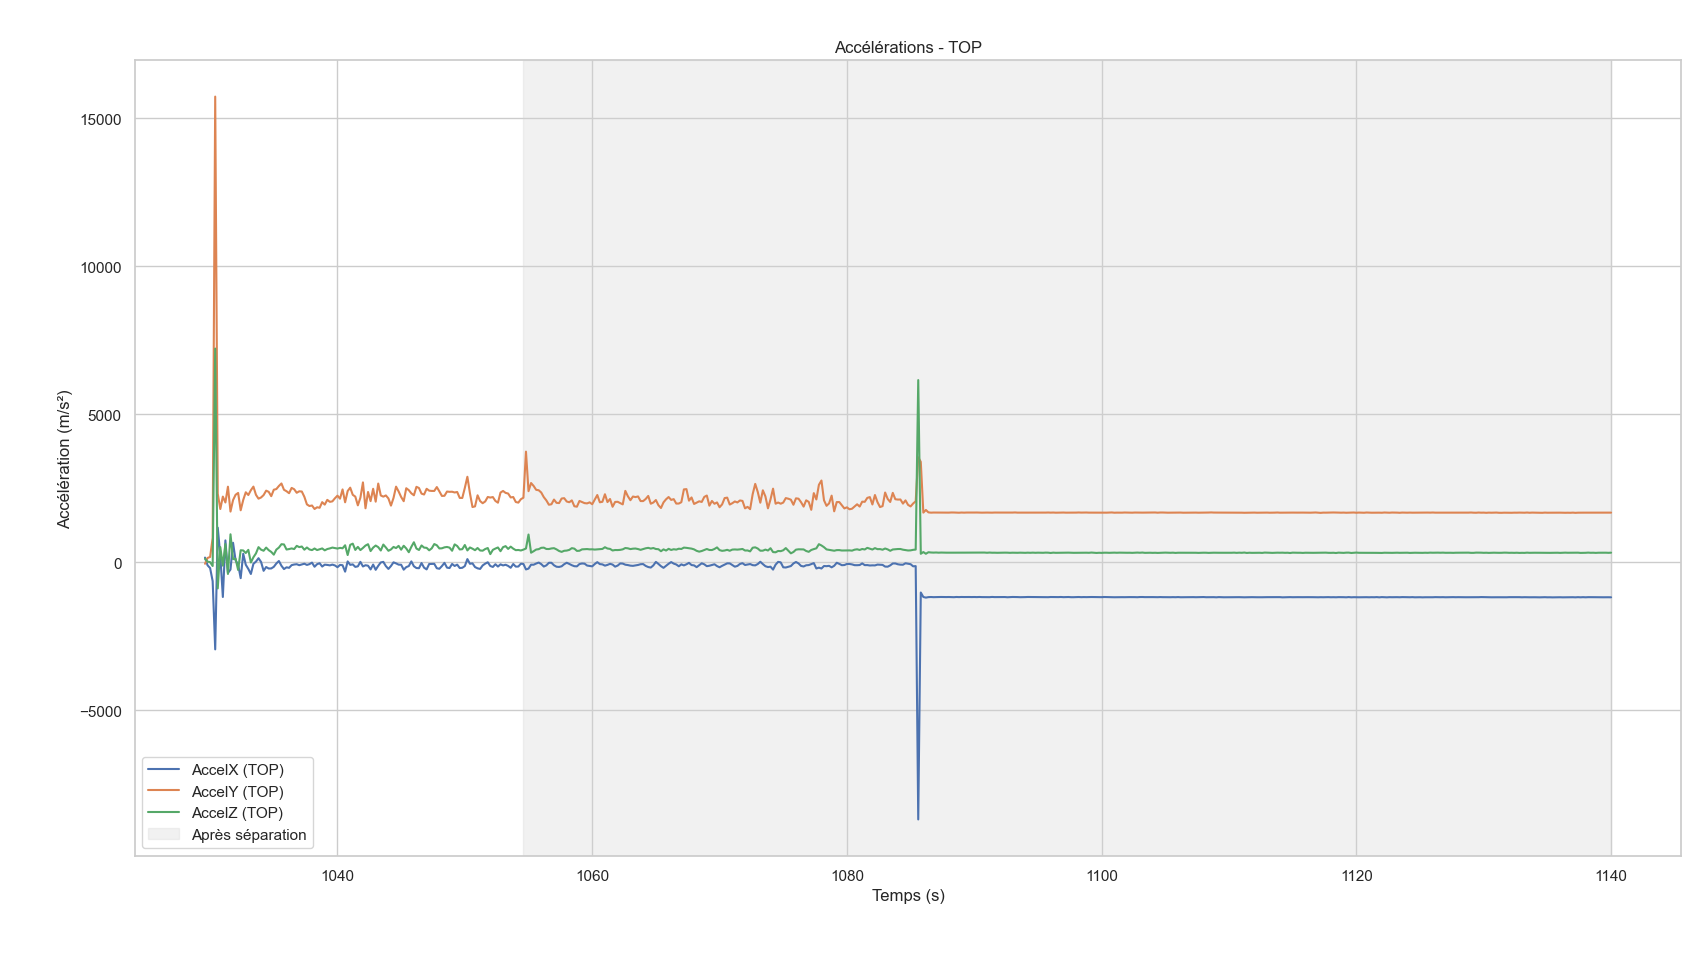 Accélérations - TOP
Accélération (m/s²)
15000
10000
5000
0
−5000
AccelX (TOP)
AccelY (TOP)
AccelZ (TOP)
Après séparation
1040
1060
1080
1100
1120
1140
Temps (s)